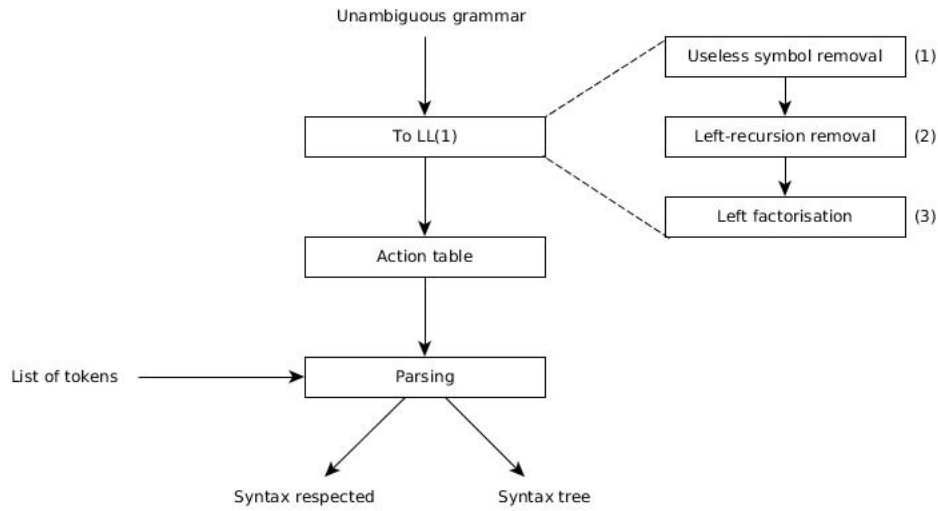 Unambiguous grammar
Useless symbol removal (1)
To LL(1)
Left-recursion removal (2)
Left factorisation (3)
Action table
List of tokens
Parsing
Syntax respected
Syntax tree